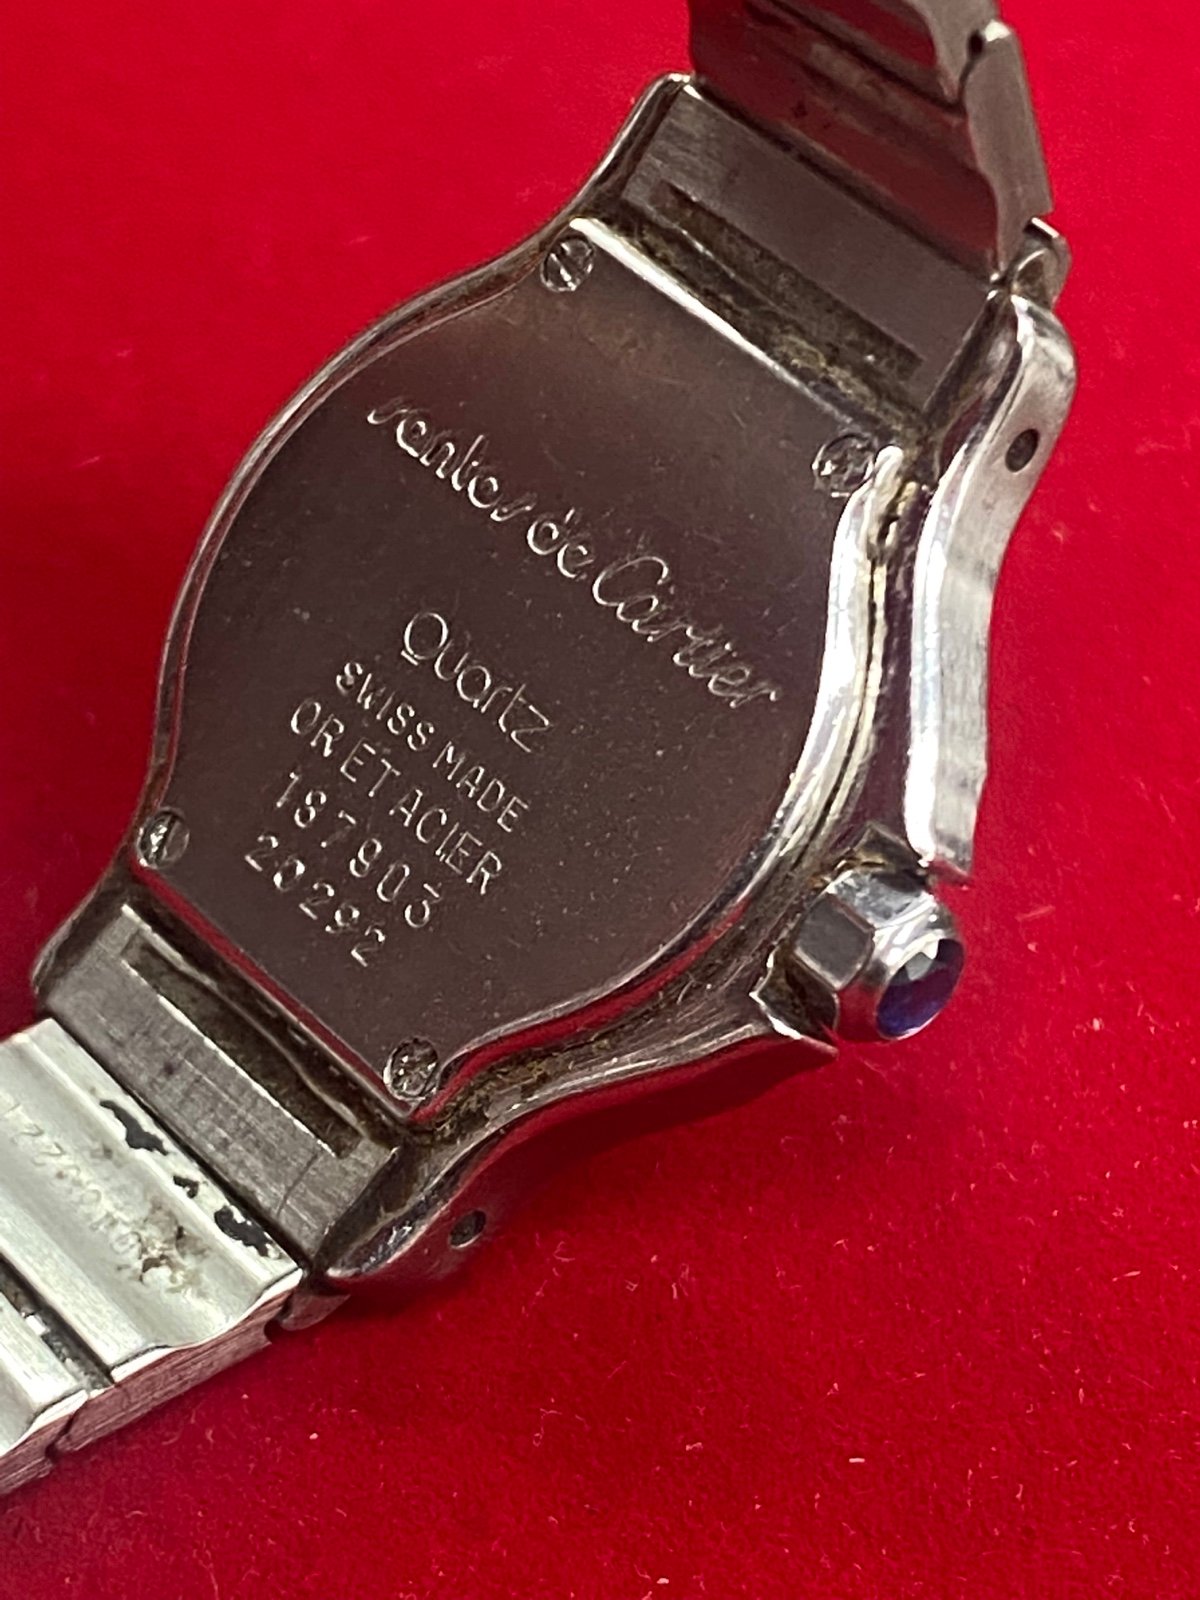 santos de Cartier
Quartz
SWISS MADE
OR ET ACIER
187903
20292